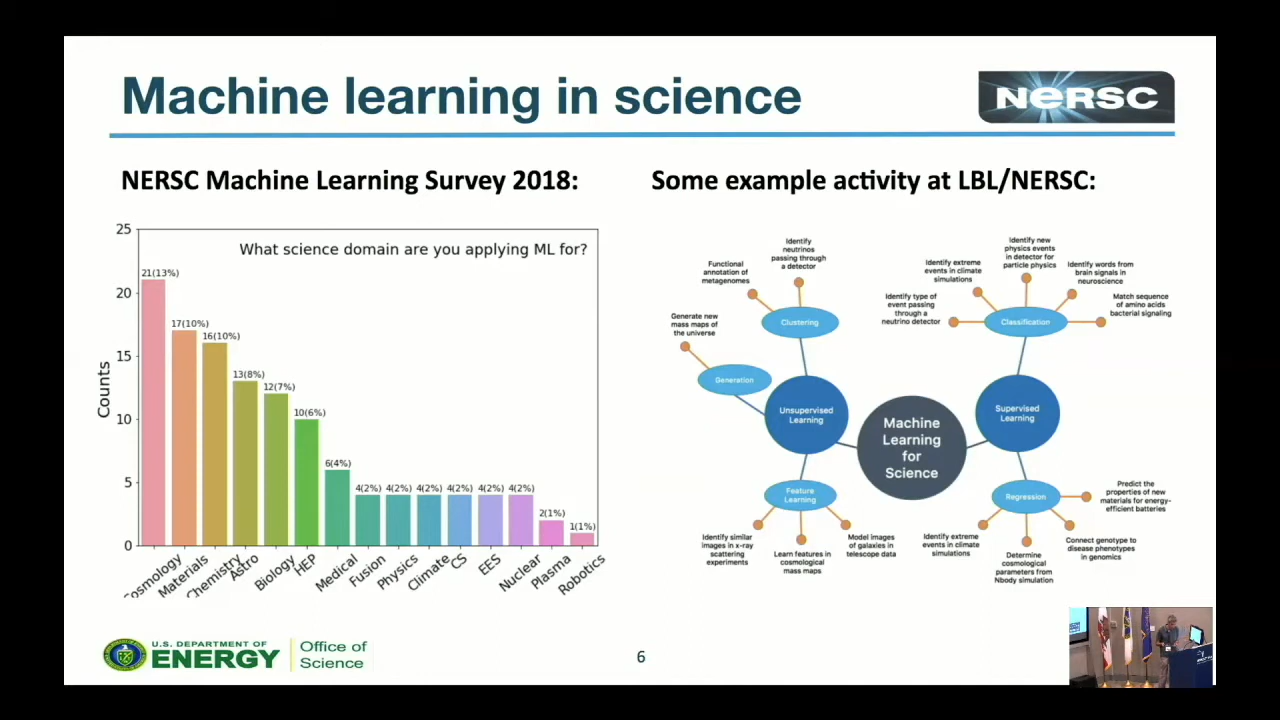 Machine learning in science
NERSC
NERSC Machine Learning Survey 2018:
What science domain are you applying ML for?
Counts
25
20
15
10
5
0
21(13%)
17(10%)
16(10%)
13(8%)
12(7%)
10(6%)
6(4%)
4(2%)
4(2%)
4(2%)
4(2%)
4(2%)
4(2%)
2(1%)
1(1%)
Cosmology
Materials
Chemistry
Astro
Biology
HEP
Medical
Fusion
Physics
Climate
CS
EES
Nuclear
Plasma
Robotics
Some example activity at LBL/NERSC:
Identify
neutrinos
passing through
a detector
Functional
annotation of
metagenomes
Generate new
mass maps of
the universe
Clustering
Generation
Unsupervised
Learning
Feature
Learning
Identify similar
images in x-ray
scattering
experiments
Learn features in
cosmological
mass maps
Model images
of galaxies in
telescope data
Machine
Learning
for
Science
Identify new
physics events
in detector for
particle physics
Identify extreme
events in climate
simulations
Identify words from
brain signals in
neuroscience
Identify type of
event passing
through a
neutrino detector
Match sequence
of amino acids
bacterial signaling
Classification
Supervised
Learning
Regression
Predict the
properties of new
materials for energy-
efficient batteries
Identify extreme
events in climate
simulations
Determine
cosmological
parameters from
Nbody simulation
Connect genotype to
disease phenotypes
in genomics
U.S. DEPARTMENT OF
ENERGY
Office of
Science
6